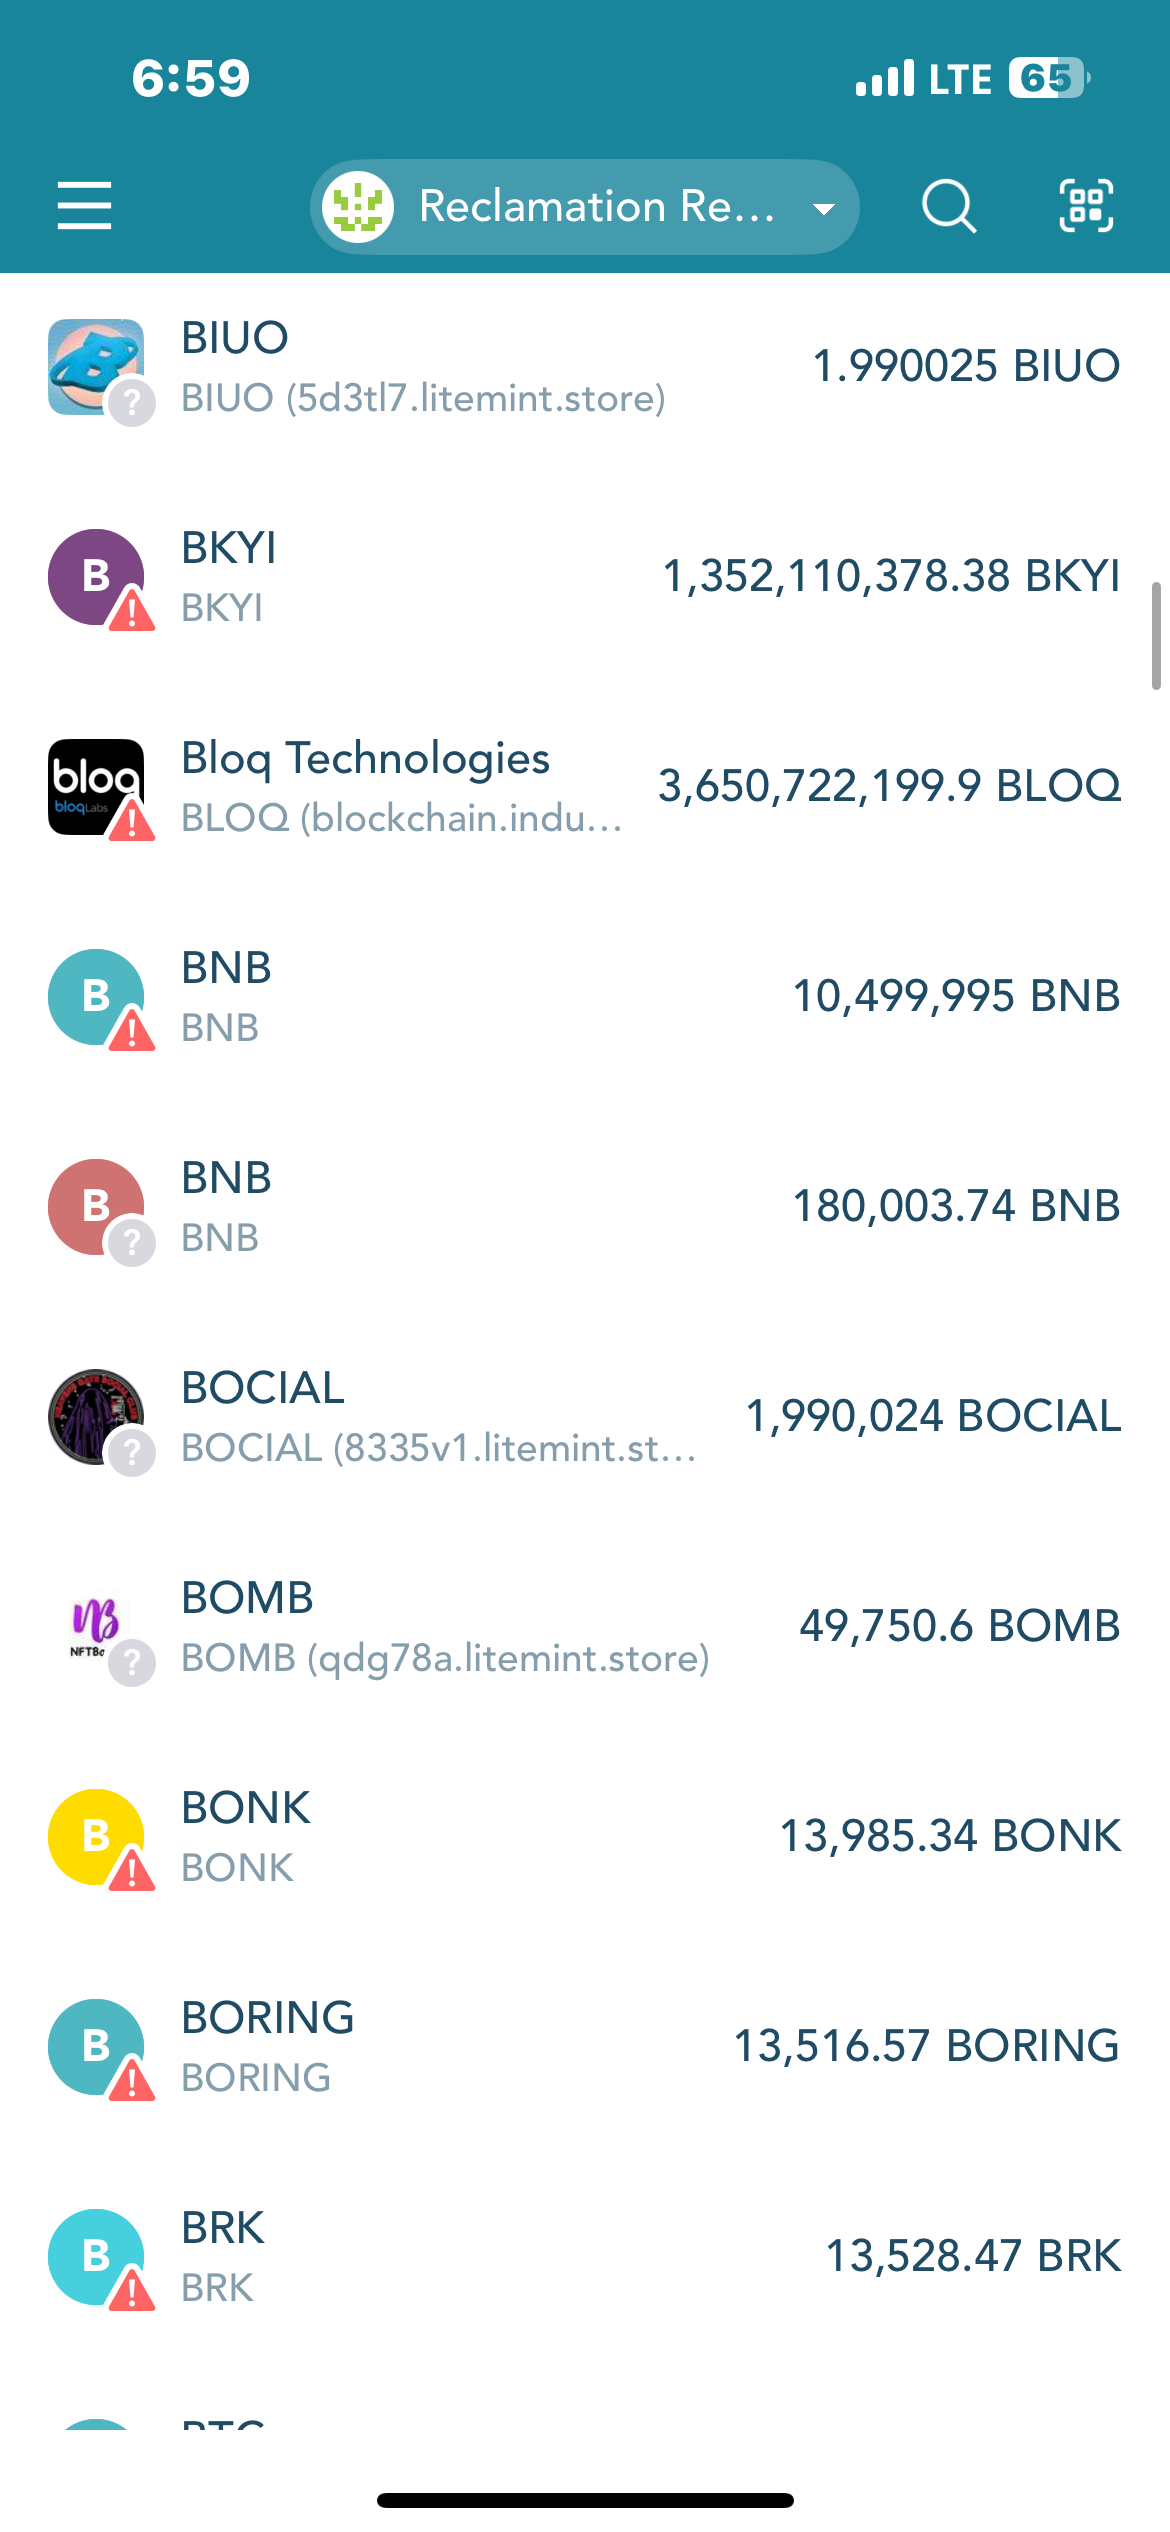 6:59
LTE 65
Reclamation Re...
BIUO
1.990025 BIUO
BIUO (5d3tl7.litemint.store)
?
B
BKYI
1,352,110,378.38 BKYI
BKYI
!
bloq
bloqLabs
Bloq Technologies
3,650,722,199.9 BLOQ
BLOQ (blockchain.indu...
!
B
BNB
10,499,995 BNB
BNB
!
B
BNB
180,003.74 BNB
BNB
?
BOCIAL
1,990,024 BOCIAL
BOCIAL (8335v1.litemint.st...
?
NB
BOMB
49,750.6 BOMB
BOMB (qdg78a.litemint.store)
?
B
BONK
13,985.34 BONK
BONK
!
B
BORING
13,516.57 BORING
BORING
!
B
BRK
13,528.47 BRK
BRK
!